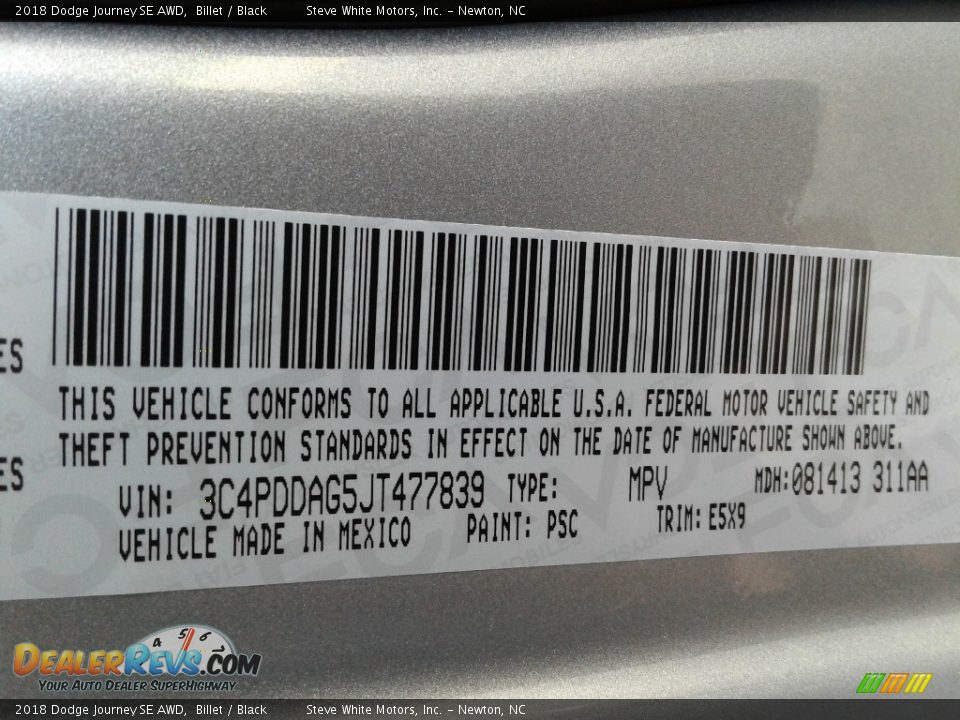 2018 Dodge Journey SE AWD, Billet / Black Steve White Motors, Inc. - Newton, NC
ES
THIS VEHICLE CONFORMS TO ALL APPLICABLE U.S.A. FEDERAL MOTOR VEHICLE SAFETY AND
THEFT PREVENTION STANDARDS IN EFFECT ON THE DATE OF MANUFACTURE SHOWN ABOVE.
ES
VIN: 3C4PDDAG5JT477839 TYPE: MPV MDH:081413 311AA
VEHICLE MADE IN MEXICO PAINT: PSC TRIM: E5X9
4 5 6
DEALERREVS.COM
YOUR AUTO DEALER SUPERHIGHWAY
2018 Dodge Journey SE AWD, Billet / Black Steve White Motors, Inc. - Newton, NC